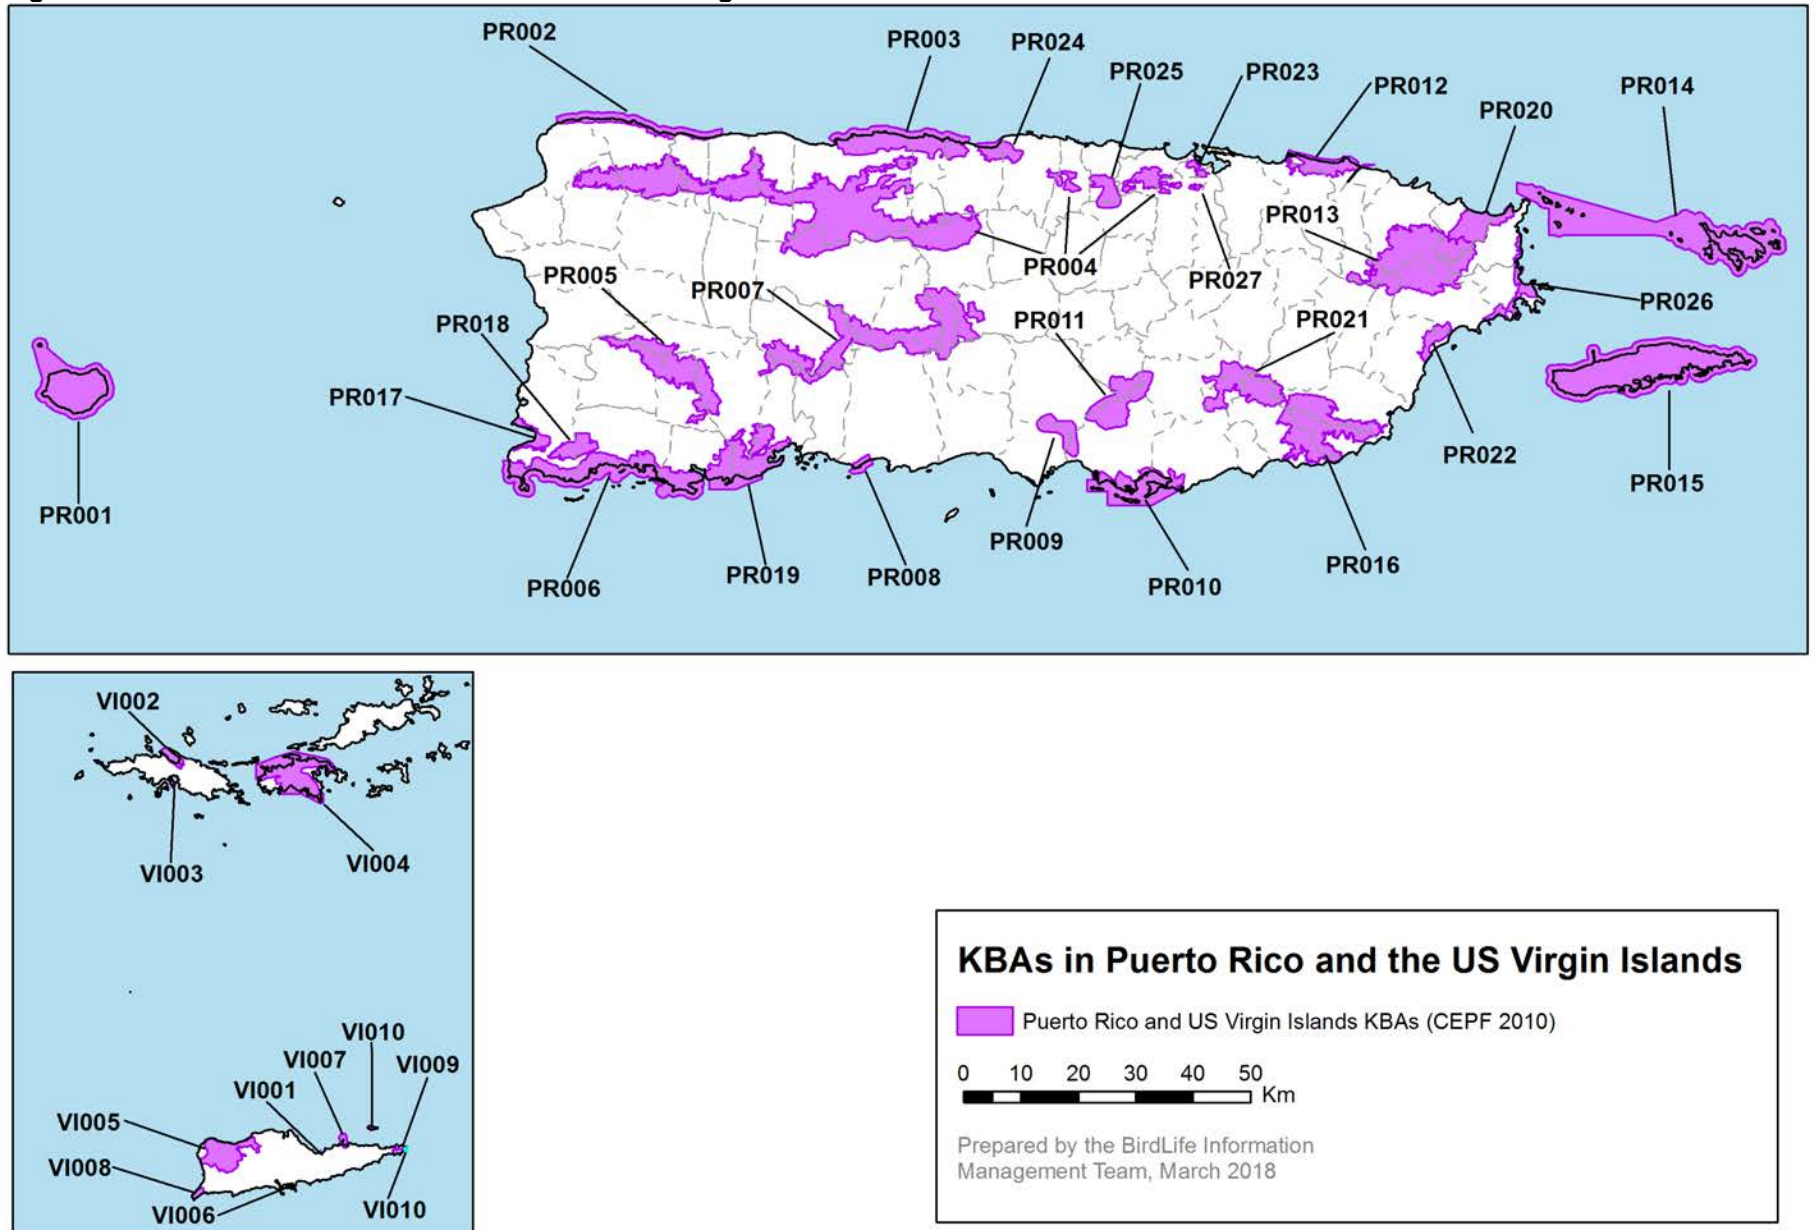 PR002
PR003
PR024
PR025
PR023
PR012
PR014
PR020
PR013
PR004
PR027
PR005
PR007
PR026
PR018
PR011
PR021
PR017
PR022
PR015
PR001
PR009
PR016
PR019
PR008
PR006
PR010
VI002
VI003
VI004
VI010
VI007
VI009
VI001
VI005
VI008
VI006
VI010
KBAs in Puerto Rico and the US Virgin Islands
Puerto Rico and US Virgin Islands KBAs (CEPF 2010)
0 10 20 30 40 50
Km
Prepared by the BirdLife Information
Management Team, March 2018